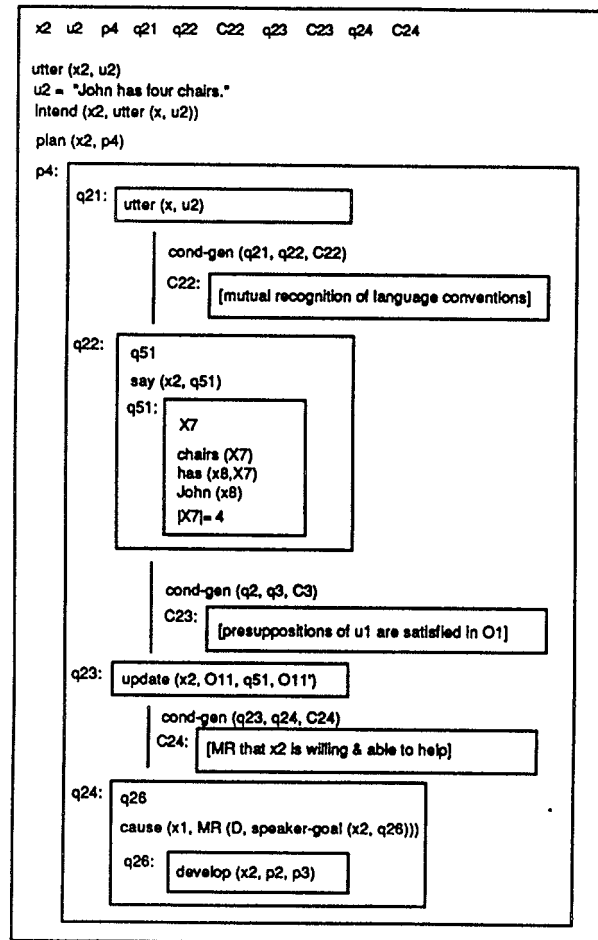 x2 u2 p4 q21 q22 C22 q23 C23 q24 C24
utter (x2, u2)
u2 = "John has four chairs."
Intend (x2, utter (x, u2))
plan (x2, p4)
p4:
q21: utter (x, u2)
cond-gen (q21, q22, C22)
C22: [mutual recognition of language conventions]
q22: q51
say (x2, q51)
q51: X7
chairs (X7)
has (x8,X7)
John (x8)
|X7|= 4
cond-gen (q2, q3, C3)
C23: [presuppositions of u1 are satisfied in O1]
q23: update (x2, O11, q51, O11")
cond-gen (q23, q24, C24)
C24: [MR that x2 is willing & able to help]
q24: q26
cause (x1, MR (D, speaker-goal (x2, q26)))
q26: develop (x2, p2, p3)